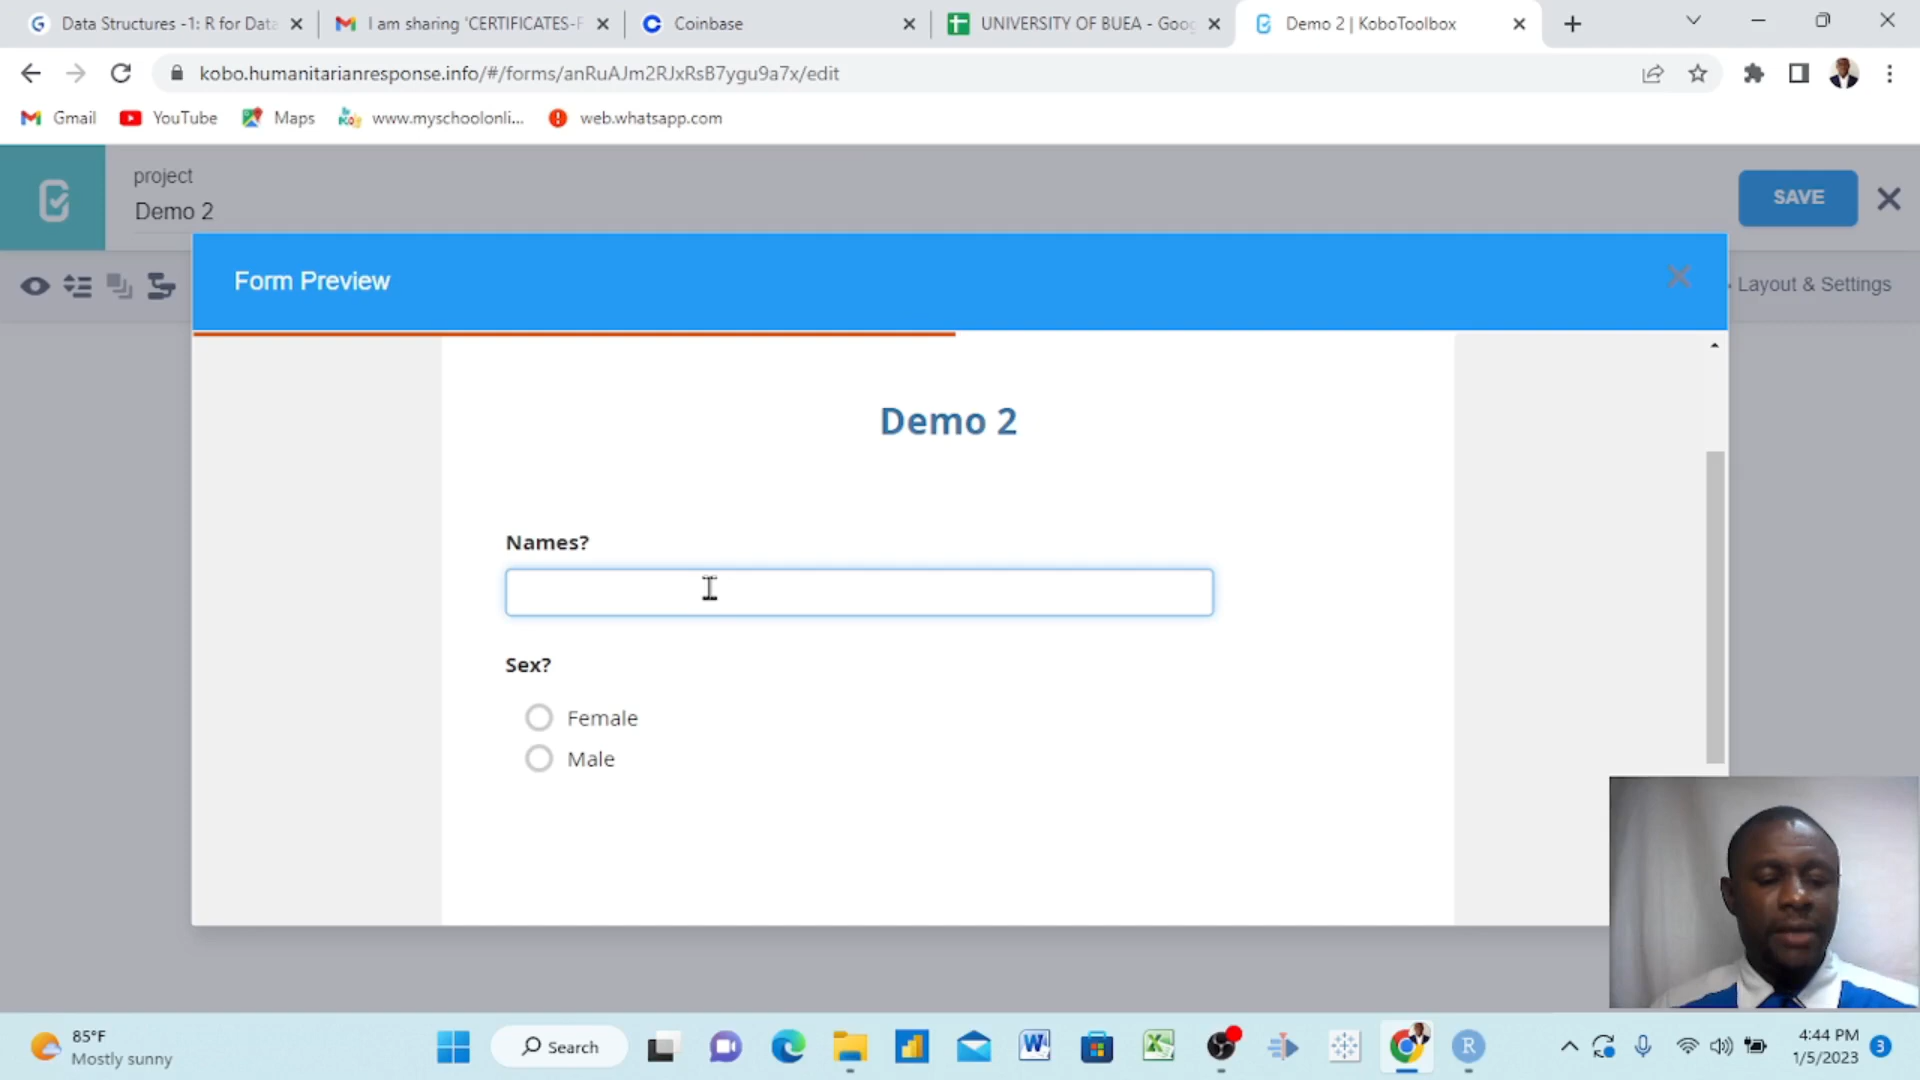 Data Structures -1: R for Data
I am sharing 'CERTIFICATES-F
Coinbase
UNIVERSITY OF BUEA - Goog
Demo 2 | KoboToolbox
kobo.humanitarianresponse.info/#/forms/anRuAJm2RJxRsB7ygu9a7x/edit
Gmail
YouTube
Maps
www.myschoolonli...
web.whatsapp.com
project
Demo 2
SAVE
Layout & Settings
Form Preview
Demo 2
Names?
Sex?
Female
Male
85°F
Mostly sunny
Search
4:44 PM
1/5/2023
3